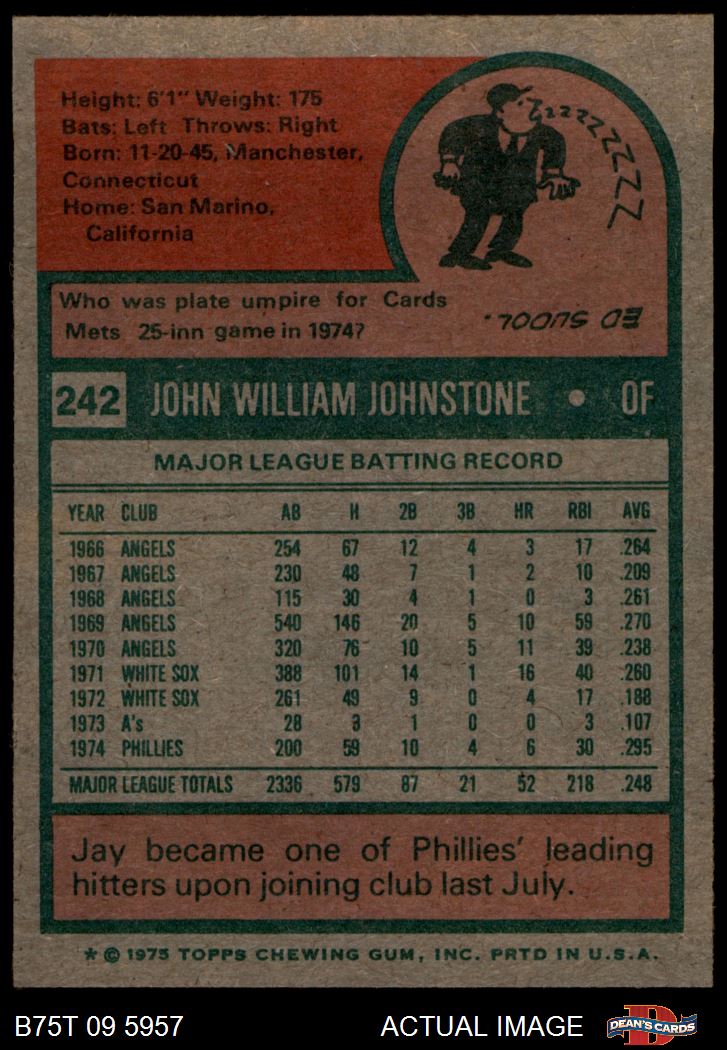 Height: 6'1" Weight: 175
Bats: Left Throws: Right
Born: 11-20-45, Manchester,
Connecticut
Home: San Marino,
California
ZZZZZZZZZ
Who was plate umpire for Cards
Mets 25-inn game in 1974?
ED SUDOL.
242 JOHN WILLIAM JOHNSTONE • OF
MAJOR LEAGUE BATTING RECORD
YEAR CLUB AB H 2B 3B HR RBI AVG
1966 ANGELS 254 67 12 4 3 17 .264
1967 ANGELS 230 48 7 1 2 10 .209
1968 ANGELS 115 30 4 1 0 3 .261
1969 ANGELS 540 146 20 5 10 59 .270
1970 ANGELS 320 76 10 5 11 39 .238
1971 WHITE SOX 388 101 14 1 16 40 .260
1972 WHITE SOX 261 49 9 0 4 17 .188
1973 A's 28 3 1 0 0 3 .107
1974 PHILLIES 200 59 10 4 6 30 .295
MAJOR LEAGUE TOTALS 2336 579 87 21 52 218 .248
Jay became one of Phillies' leading
hitters upon joining club last July.
* © 1975 TOPPS CHEWING GUM, INC. PRTD IN U.S.A.
B75T 09 5957 ACTUAL IMAGE
D
DEAN'S CARDS